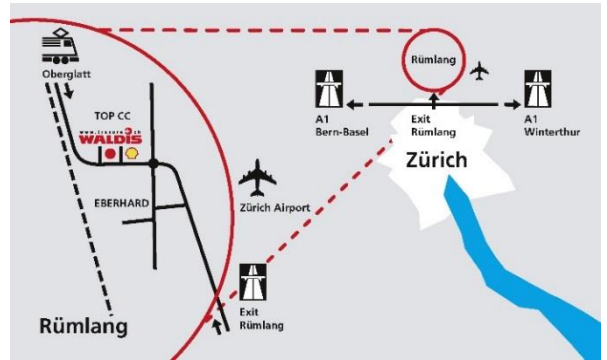 Oberglatt
TOP CC
www.tresore.ch
WALDIS
EBERHARD
Zürich Airport
Exit
Rümlang
Rümlang
Rümlang
A1
Bern-Basel
Exit
Rümlang
A1
Winterthur
Zürich